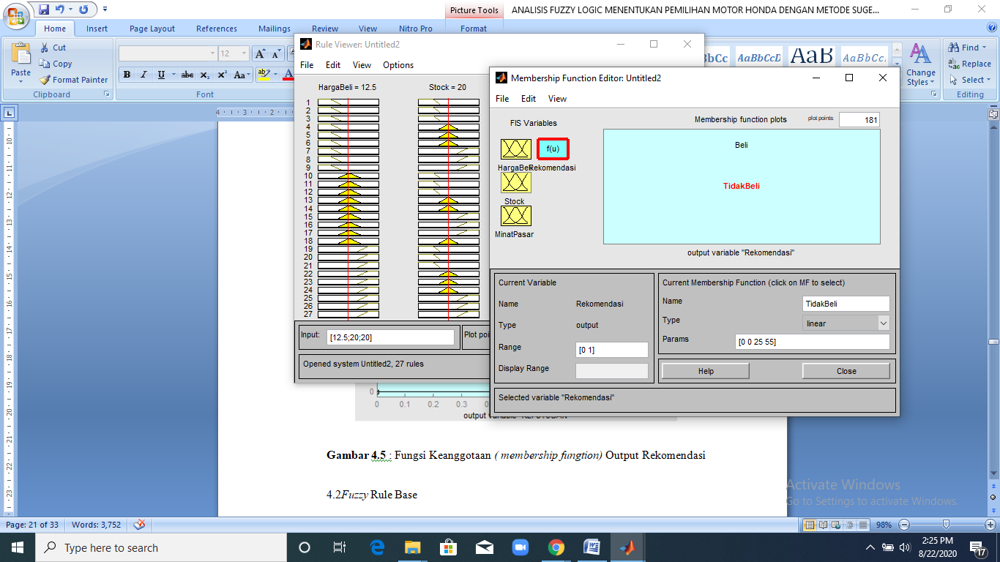 Picture Tools
ANALISIS FUZZY LOGIC MENENTUKAN PEMILIHAN MOTOR HONDA DENGAN METODE SUGE...
Home Insert Page Layout References Mailings Review View Nitro Pro Format
Paste
Cut
Copy
Format Painter
Clipboard
12
B I U abc x₂ x² Aa
Font
AaBbCcD
AaB
AaBbCc
Change Styles
Find
Replace
Select
Editing
Rule Viewer: Untitled2
File Edit View Options
HargaBeli = 12.5 Stock = 20
1
2
3
4
5
6
7
8
9
10
11
12
13
14
15
16
17
18
19
20
21
22
23
24
25
26
27
Input: [12.5;20;20] Plot poi
Opened system Untitled2, 27 rules
Membership Function Editor: Untitled2
File Edit View
FIS Variables
Membership function plots plot points: 181
f(u)
HargaBeli Rekomendasi
Stock
MinatPasar
Beli
TidakBeli
output variable "Rekomendasi"
Current Variable
Name Rekomendasi
Type output
Range [0 1]
Display Range
Current Membership Function (click on MF to select)
Name TidakBeli
Type linear
Params [0 0 25 55]
Help Close
Selected variable "Rekomendasi"
0
0 0.1 0.2 0.3
output
Gambar 4.5 : Fungsi Keanggotaan ( membership fungtion) Output Rekomendasi
4.2Fuzzy Rule Base
Activate Windows
Go to Settings to activate Windows.
Page: 21 of 33 Words: 3,752 98%
Type here to search
2:25 PM
8/22/2020
17